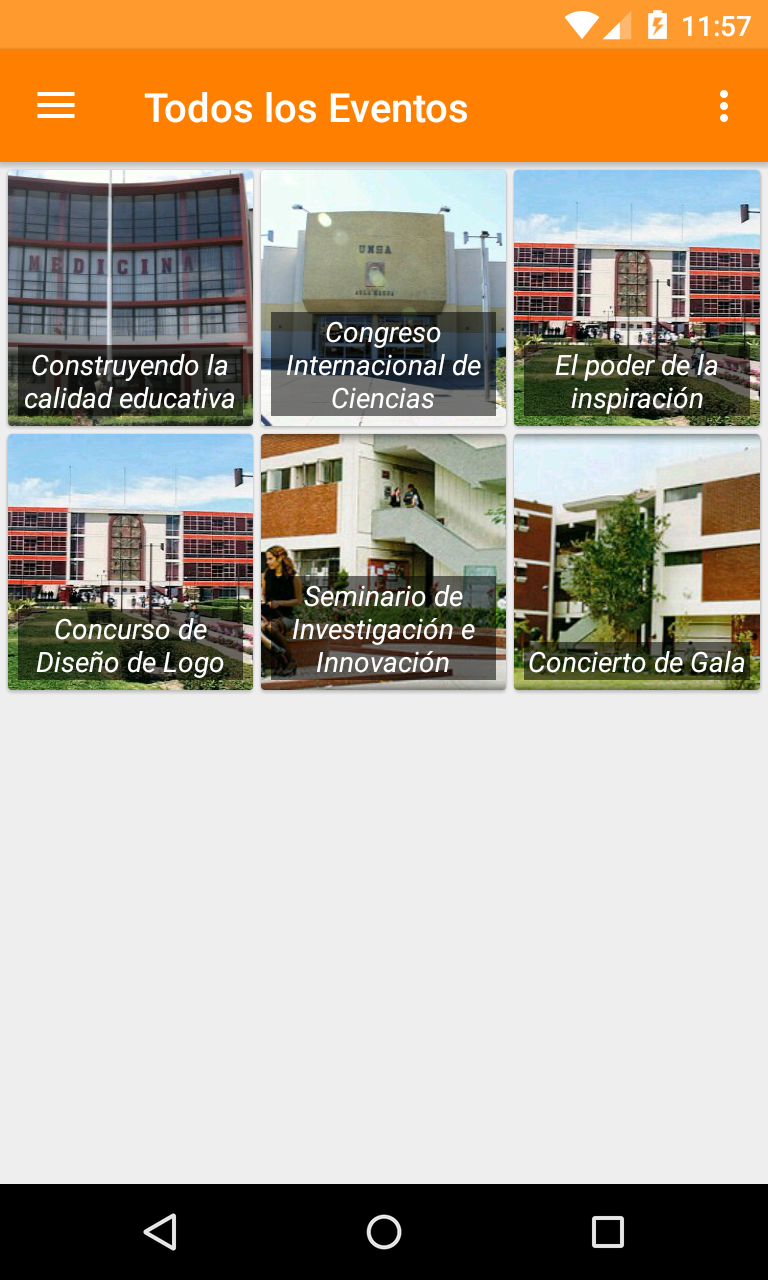 11:57
Todos los Eventos
MEDICINA
Construyendo la
calidad educativa
UNSA
AULA MAGNA
Congreso
Internacional de
Ciencias
El poder de la
inspiración
Concurso de
Diseño de Logo
Seminario de
Investigación e
Innovación
Concierto de Gala